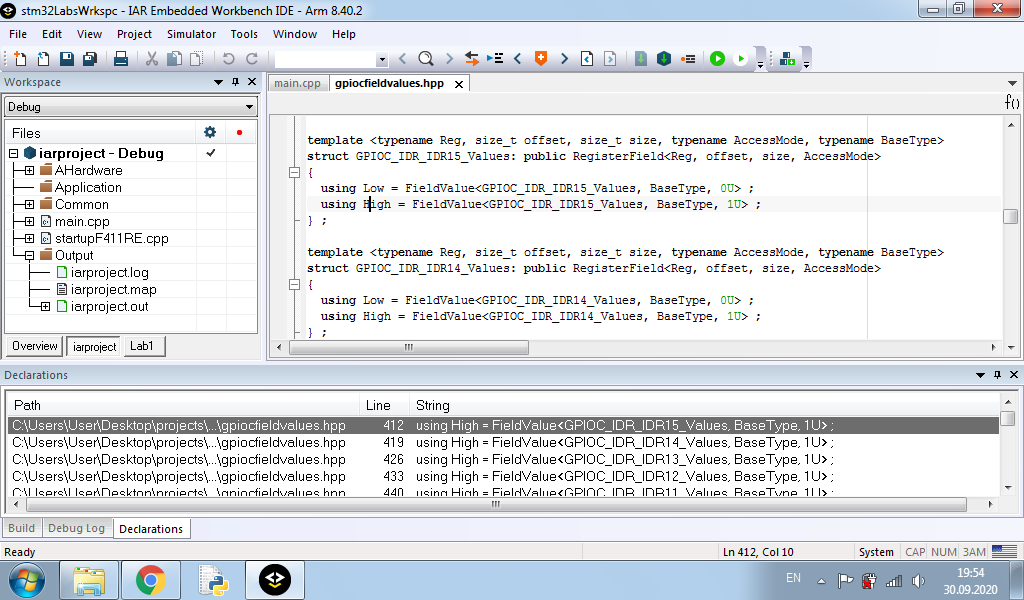 stm32LabsWrkspc - IAR Embedded Workbench IDE - Arm 8.40.2
File Edit View Project Simulator Tools Window Help
Workspace
main.cpp gpiocfieldvalues.hpp
Debug
f()
Files
iarproject - Debug
AHardware
Application
Common
main.cpp
startupF411RE.cpp
Output
iarproject.log
iarproject.map
iarproject.out
Overview iarproject Lab1
template <typename Reg, size_t offset, size_t size, typename AccessMode, typename BaseType>
struct GPIOC_IDR_IDR15_Values: public RegisterField<Reg, offset, size, AccessMode>
{
using Low = FieldValue<GPIOC_IDR_IDR15_Values, BaseType, 0U> ;
using High = FieldValue<GPIOC_IDR_IDR15_Values, BaseType, 1U> ;
} ;
template <typename Reg, size_t offset, size_t size, typename AccessMode, typename BaseType>
struct GPIOC_IDR_IDR14_Values: public RegisterField<Reg, offset, size, AccessMode>
{
using Low = FieldValue<GPIOC_IDR_IDR14_Values, BaseType, 0U> ;
using High = FieldValue<GPIOC_IDR_IDR14_Values, BaseType, 1U> ;
} ;
Declarations
Path Line String
C:\Users\User\Desktop\projects\...\gpiocfieldvalues.hpp 412 using High = FieldValue<GPIOC_IDR_IDR15_Values, BaseType, 1U> ;
C:\Users\User\Desktop\projects\...\gpiocfieldvalues.hpp 419 using High = FieldValue<GPIOC_IDR_IDR14_Values, BaseType, 1U> ;
C:\Users\User\Desktop\projects\...\gpiocfieldvalues.hpp 426 using High = FieldValue<GPIOC_IDR_IDR13_Values, BaseType, 1U> ;
C:\Users\User\Desktop\projects\...\gpiocfieldvalues.hpp 433 using High = FieldValue<GPIOC_IDR_IDR12_Values, BaseType, 1U> ;
C:\Users\User\Desktop\projects\...\gpiocfieldvalues.hpp 440 using High = FieldValue<GPIOC_IDR_IDR11_Values, BaseType, 1U> ;
Build Debug Log Declarations
Ready Ln 412, Col 10 System CAP NUM ЗАМ
EN 19:54
30.09.2020